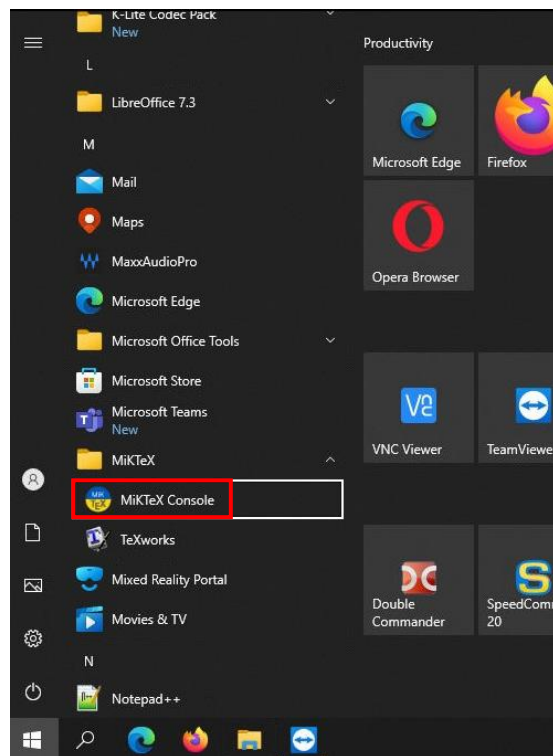 K-Lite Codec Pack
New
L
LibreOffice 7.3
M
Mail
Maps
MaxxAudioPro
Microsoft Edge
Microsoft Office Tools
Microsoft Store
Microsoft Teams
New
MiKTeX
MiKTeX Console
TeXworks
Mixed Reality Portal
Movies & TV
N
Notepad++
Productivity
Microsoft Edge
Firefox
Opera Browser
VNC Viewer
TeamViewe
Double
Commander
SpeedComm
20